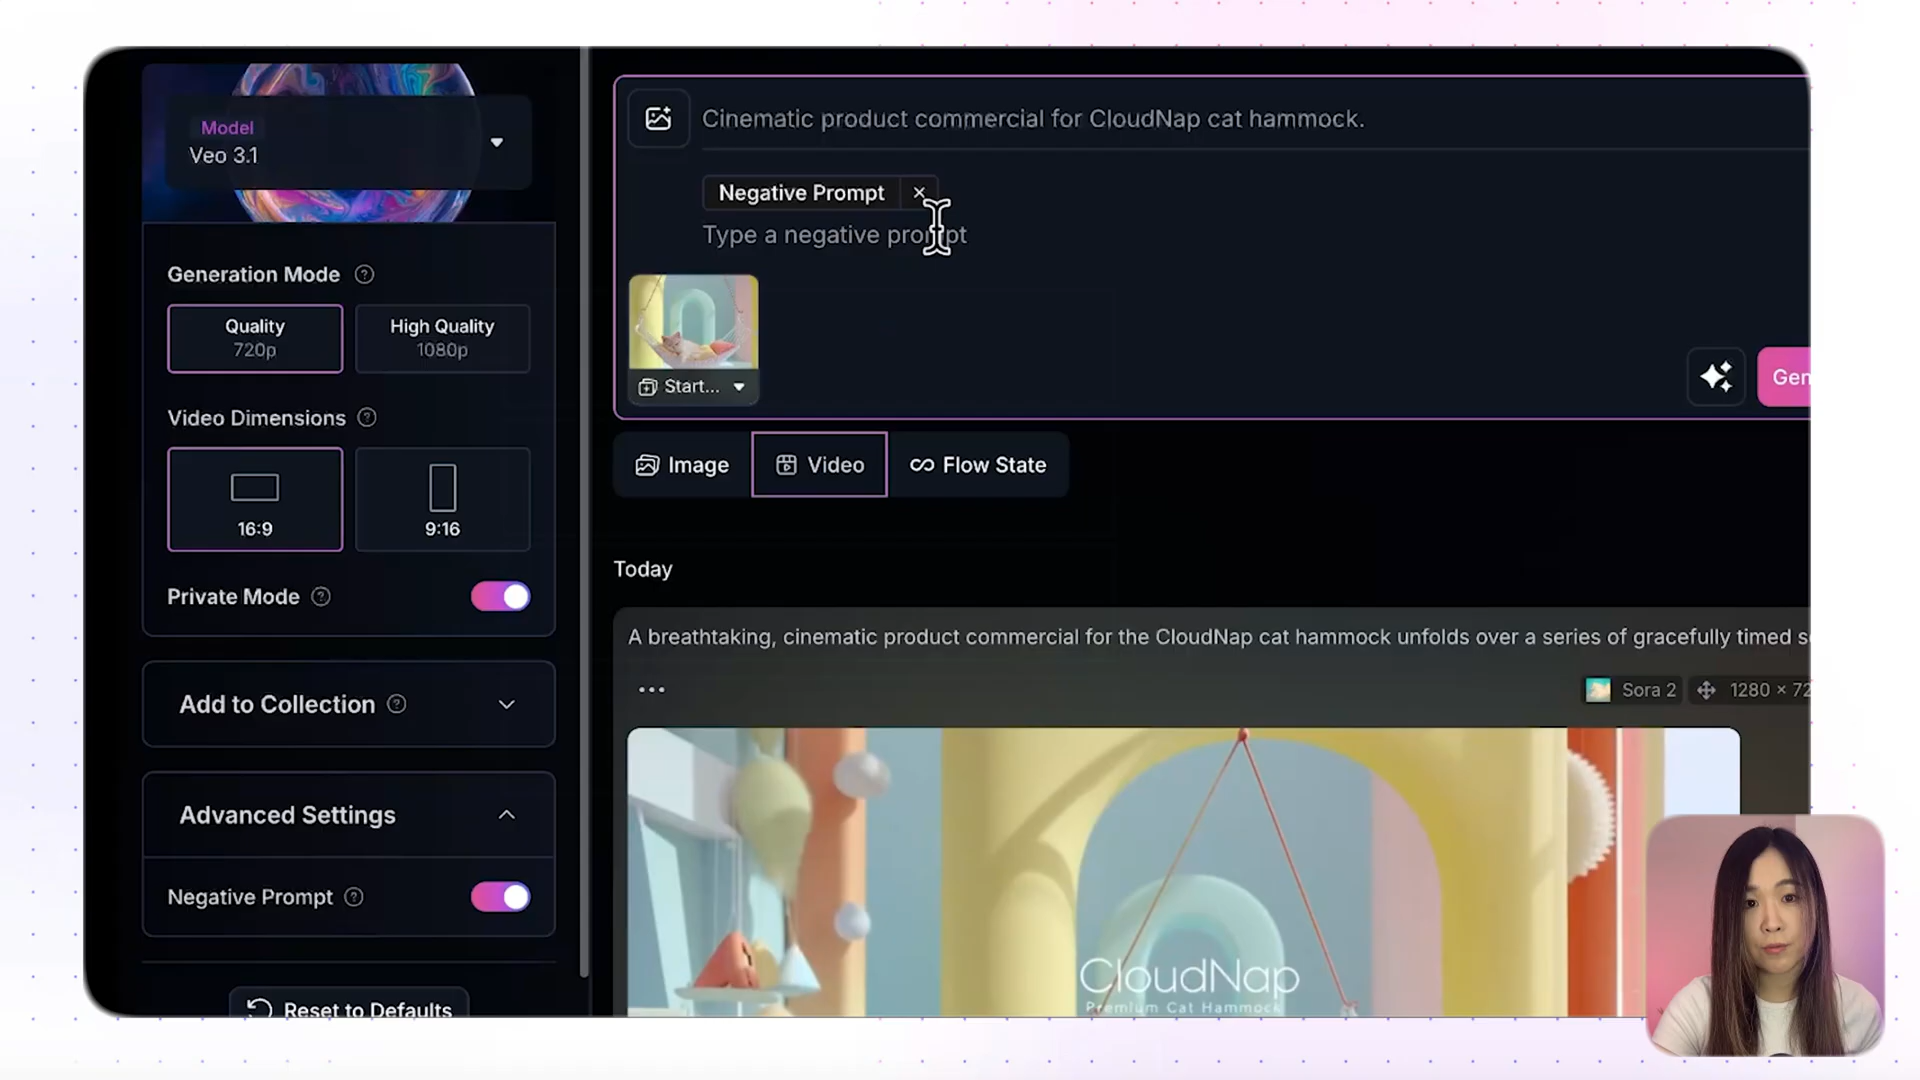 Model
Veo 3.1
Generation Mode
Quality
720p
High Quality
1080p
Video Dimensions
16:9
9:16
Private Mode
Add to Collection
Advanced Settings
Negative Prompt
Reset to Defaults
Cinematic product commercial for CloudNap cat hammock.
Negative Prompt
Type a negative prompt
Start...
Gen
Image
Video
Flow State
Today
A breathtaking, cinematic product commercial for the CloudNap cat hammock unfolds over a series of gracefully timed
Sora 2
1280 × 72
CloudNap
Premium Cat Hammock